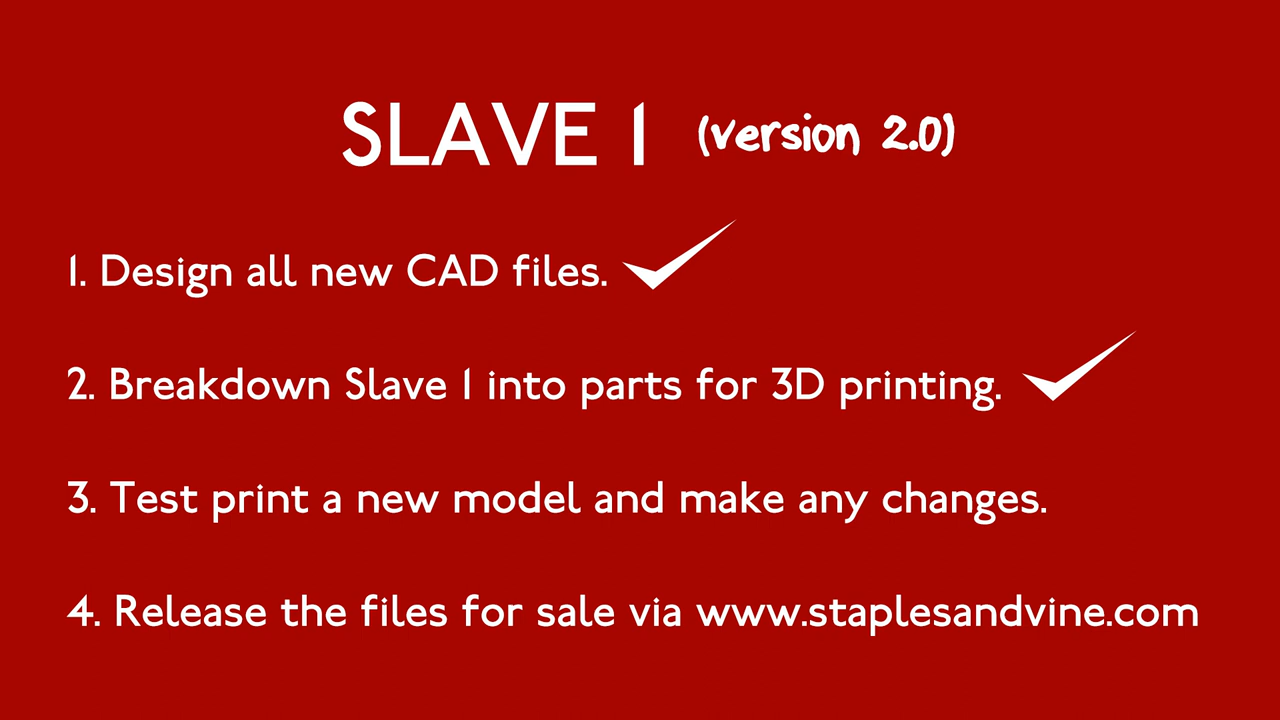 SLAVE 1 (version 2.0)
1. Design all new CAD files.
2. Breakdown Slave 1 into parts for 3D printing.
3. Test print a new model and make any changes.
4. Release the files for sale via www.staplesandvine.com